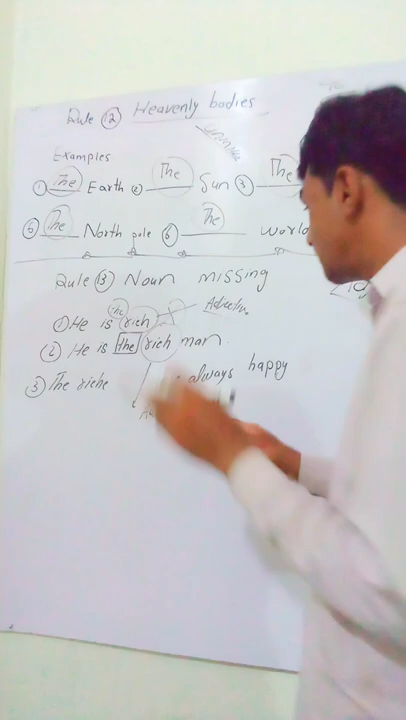 Rule 12 Heavenly bodies
Examples
1 The Earth 2 The Sun 3 The
5 The North pole 6 The world
Rule 13 Noun missing
1 He is the rich Adjective
2 He is the rich man
3 The riche always happy